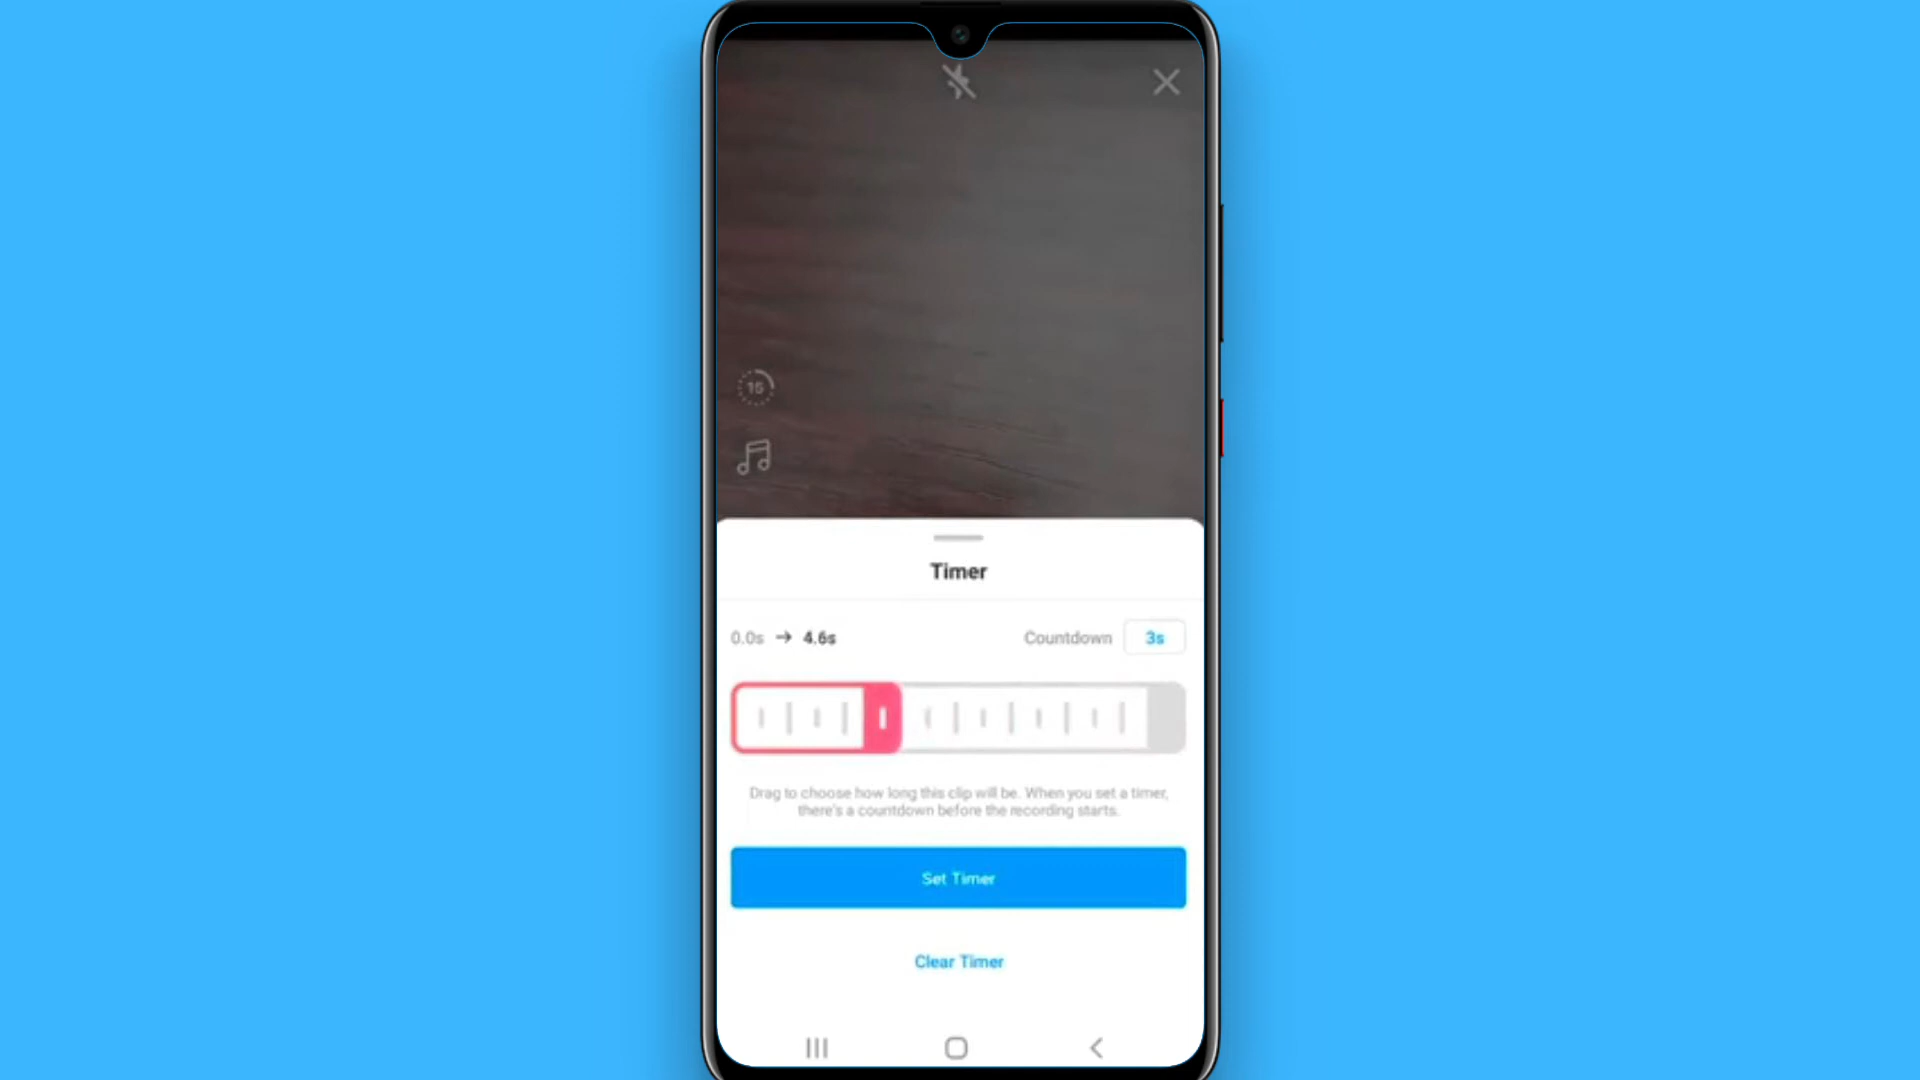 15
Timer
0.0s → 4.6s Countdown 3s
Drag to choose how long this clip will be. When you set a timer,
there's a countdown before the recording starts.
Set Timer
Clear Timer